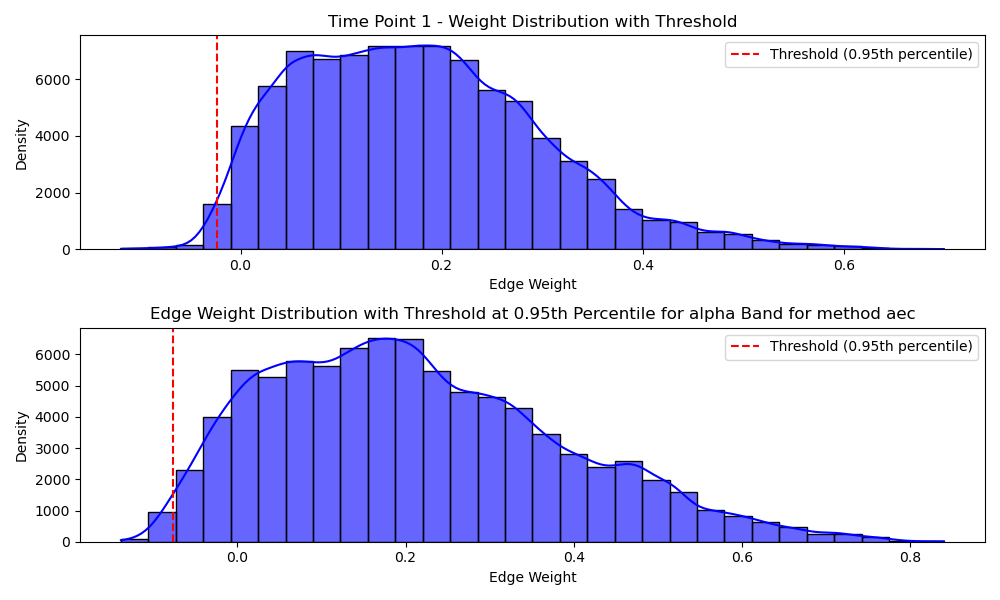 Time Point 1 - Weight Distribution with Threshold
Threshold (0.95th percentile)
6000
4000
2000
0
Density
0.0 0.2 0.4 0.6
Edge Weight
Edge Weight Distribution with Threshold at 0.95th Percentile for alpha Band for method aec
Threshold (0.95th percentile)
6000
5000
4000
3000
2000
1000
0
Density
0.0 0.2 0.4 0.6 0.8
Edge Weight